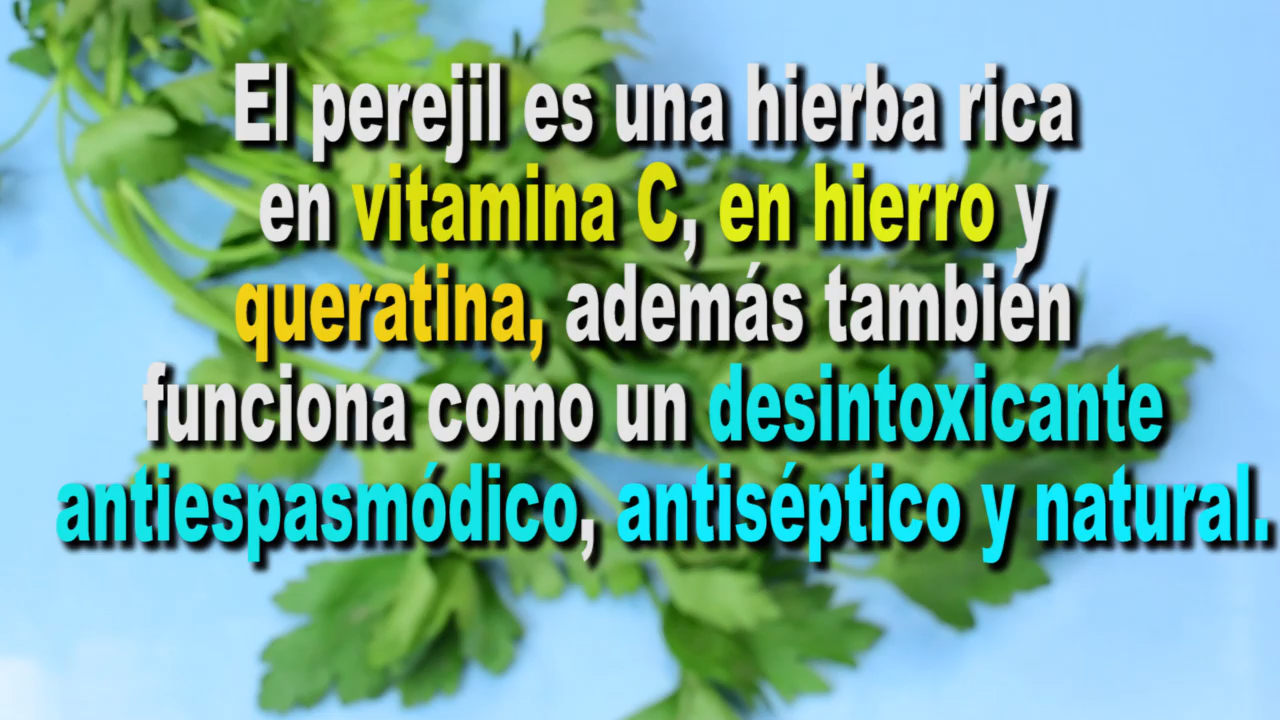 El perejil es una hierba rica
en vitamina C, en hierro y
queratina, además también
funciona como un desintoxicante
antiespasmódico, antiséptico y natural.